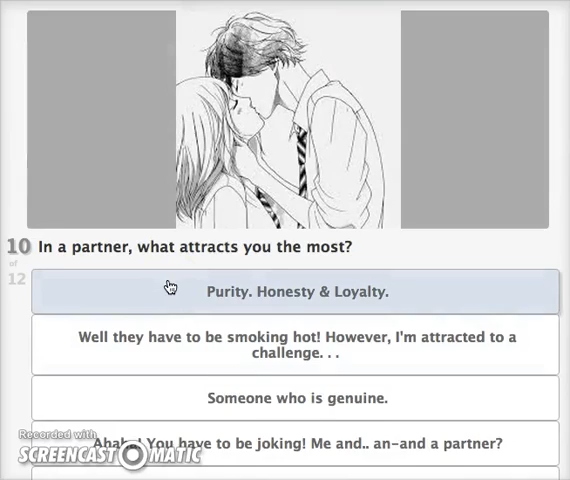 10 In a partner, what attracts you the most?
of
12
Purity. Honesty & Loyalty.
Well they have to be smoking hot! However, I'm attracted to a
challenge. . .
Someone who is genuine.
Ahaha! You have to be joking! Me and.. an-and a partner?
Recorded with
SCREENCAST MATIC